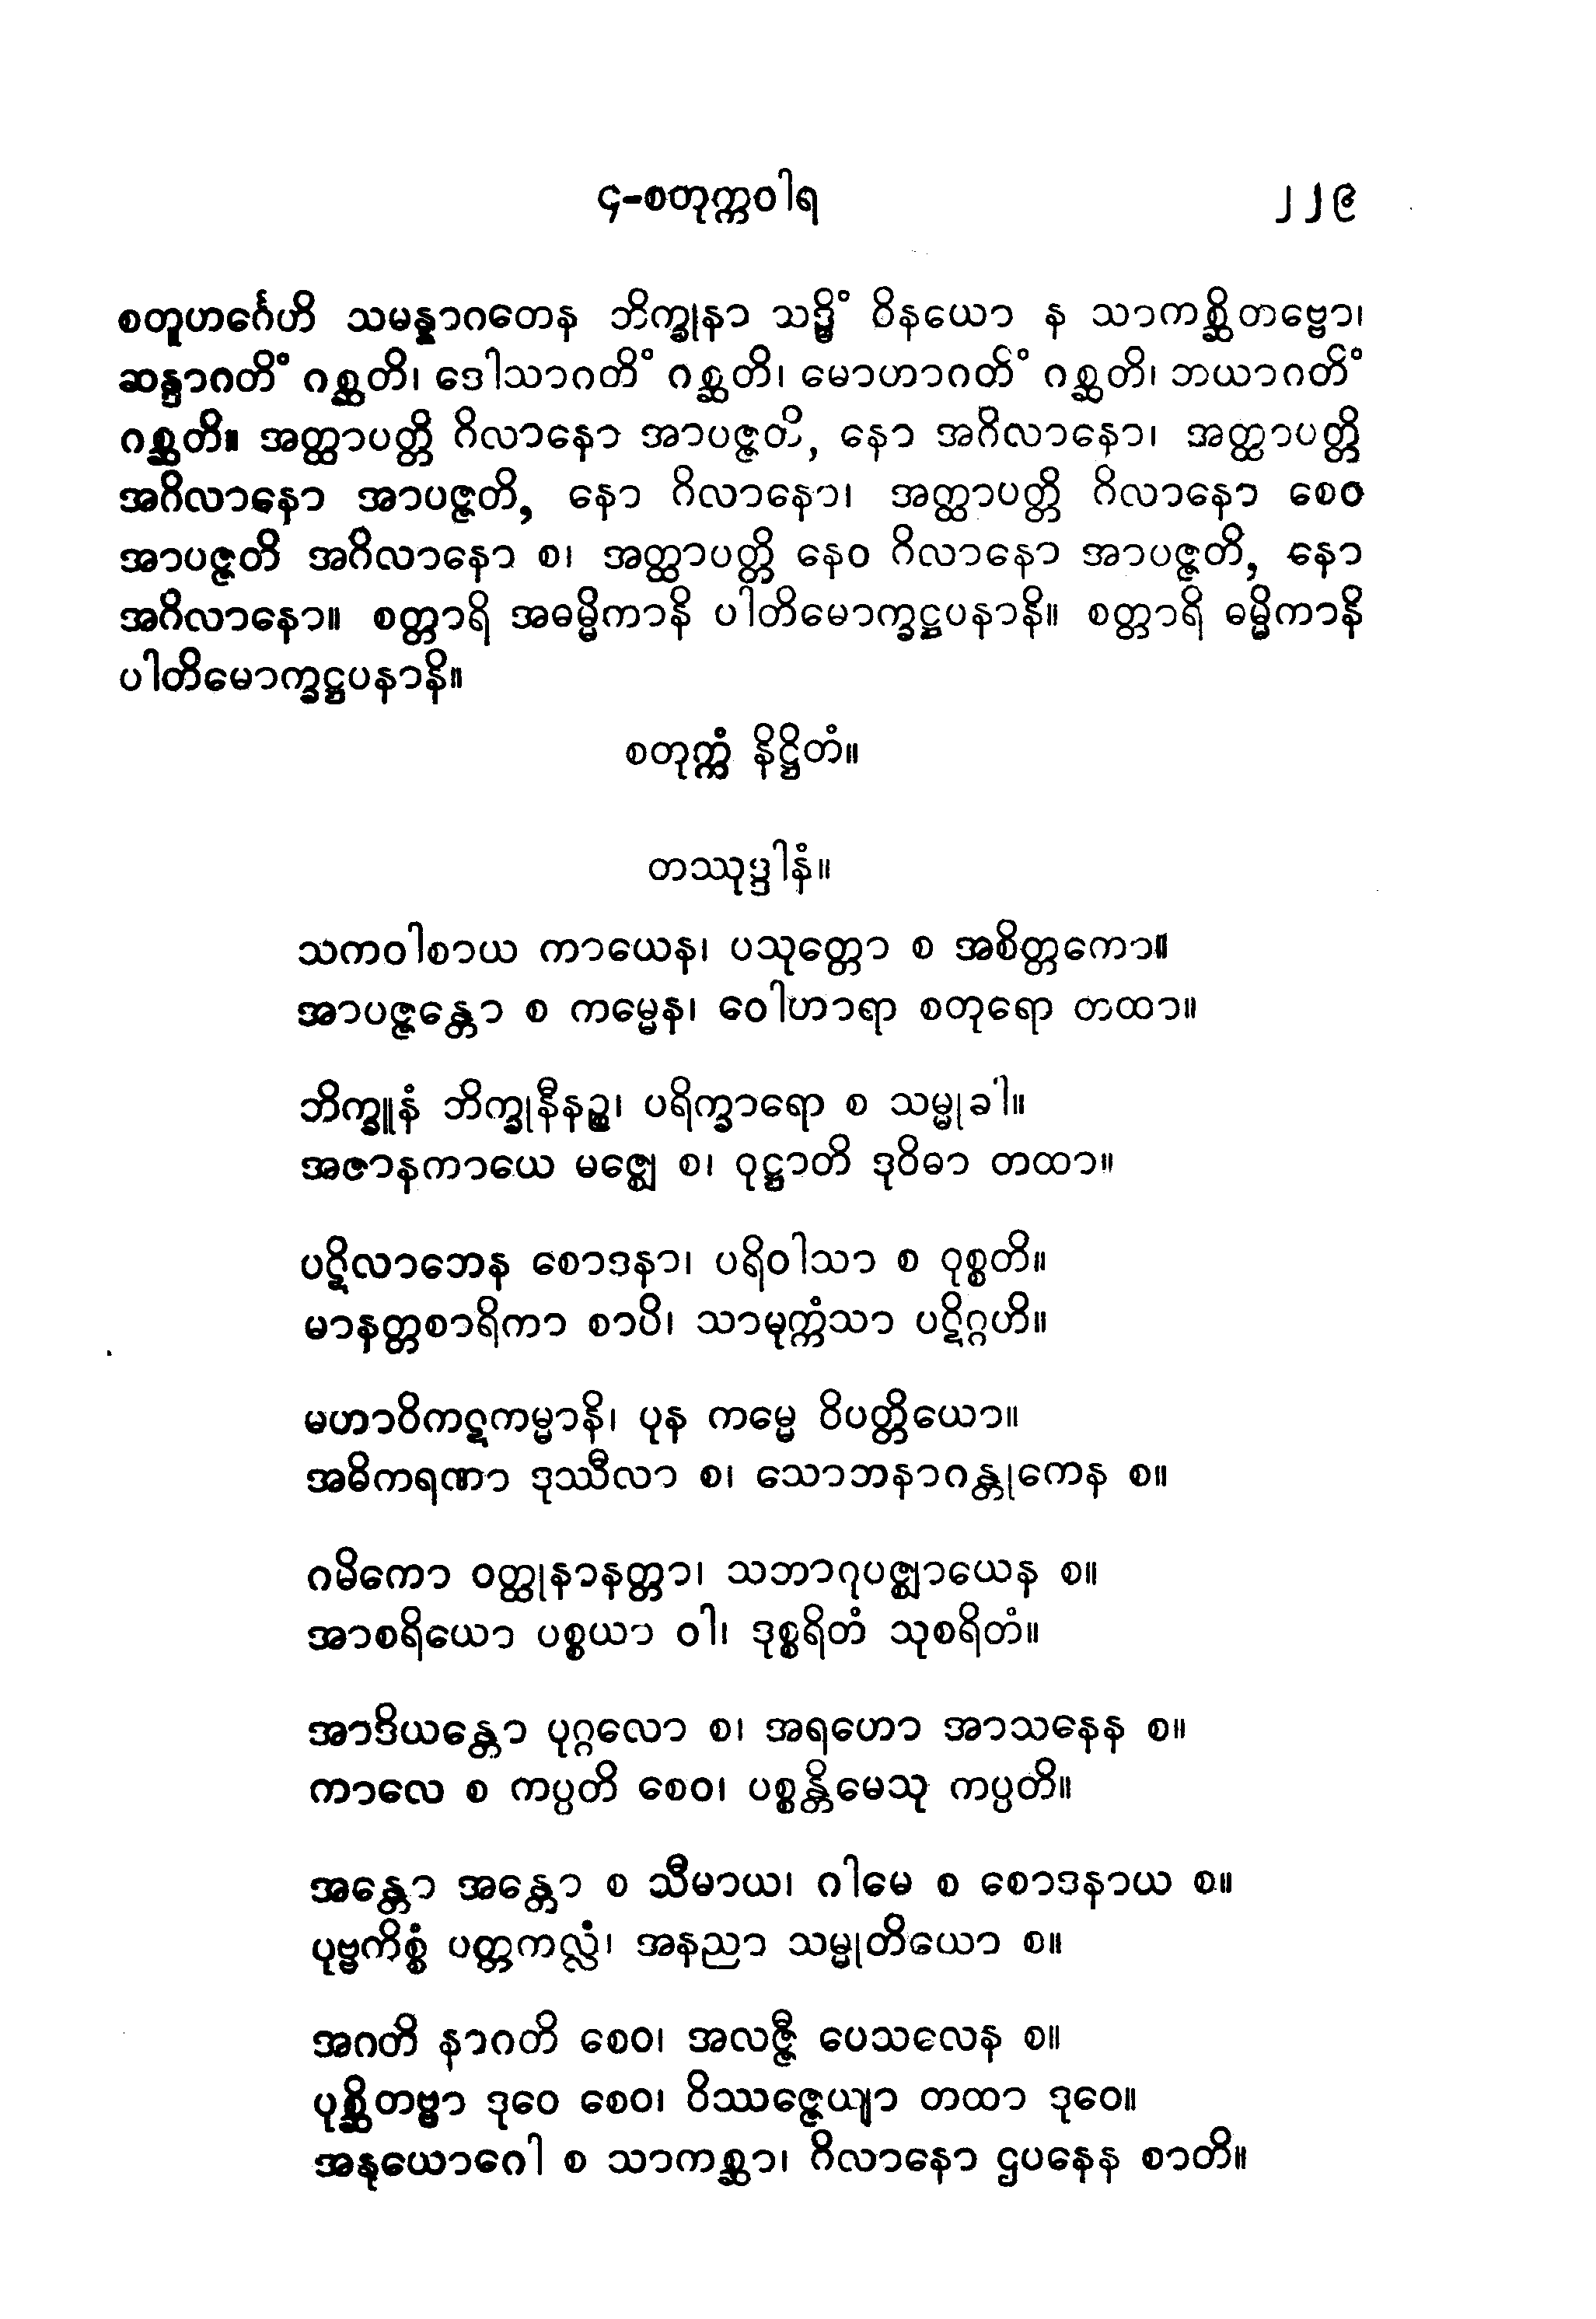 ၄-စတုက္ကဝါရ ၂၂၉
စတူဟင်္ဂေဟိ သမန္နာဂတေန ဘိက္ခုနာ သဒ္ဓိံ ဝိနယော န သာကစ္ဆိတဗ္ဗော၊
ဆန္ဒာဂတိံ ဂစ္ဆတိ၊ ဒေါသာဂတိံ ဂစ္ဆတိ၊ မောဟာဂတိံ ဂစ္ဆတိ၊ ဘယာဂတိံ
ဂစ္ဆတိ။ အတ္ထာပတ္တိ ဂိလာနော အာပဇ္ဇတိ, နော အဂိလာနော၊ အတ္ထာပတ္တိ
အဂိလာနော အာပဇ္ဇတိ, နော ဂိလာနော၊ အတ္ထာပတ္တိ ဂိလာနော စေဝ
အာပဇ္ဇတိ အဂိလာနော စ၊ အတ္ထာပတ္တိ နေဝ ဂိလာနော အာပဇ္ဇတိ, နော
အဂိလာနော။ စတ္တာရိ အဓမ္မိကာနိ ပါတိမောက္ခဋ္ဌပနာနိ။ စတ္တာရိ ဓမ္မိကာနိ
ပါတိမောက္ခဋ္ဌပနာနိ။
စတုက္ကံ နိဋ္ဌိတံ။
တဿုဒ္ဒါနံ။
သကဝါစာယ ကာယေန၊ ပသုတ္တော စ အစိတ္တကော။
အာပဇ္ဇန္တော စ ကမ္မေန၊ ဝေါဟာရာ စတုရော တထာ။
ဘိက္ခူနံ ဘိက္ခုနီနဉ္စ၊ ပရိက္ခာရော စ သမ္မုခါ။
အဇာနကာယေ မဇ္ဈေ စ၊ ဝုဋ္ဌာတိ ဒုဝိဓာ တထာ။
ပဋိလာဘေန စောဒနာ၊ ပရိဝါသာ စ ဝုစ္စတိ။
မာနတ္တစာရိကာ စာပိ၊ သာမုက္ကံသာ ပဋိဂ္ဂဟိ။
မဟာဝိကဋကမ္မာနိ၊ ပုန ကမ္မေ ဝိပတ္တိယော။
အဓိကရဏာ ဒုဿီလာ စ၊ သောဘနာဂန္တုကေန စ။
ဂမိကော ဝတ္ထုနာနတ္တာ၊ သဘာဂုပဇ္ဈာယေန စ။
အာစရိယော ပစ္စယာ ဝါ၊ ဒုစ္စရိတံ သုစရိတံ။
အာဒိယန္တော ပုဂ္ဂလော စ၊ အရဟော အာသနေန စ။
ကာလေ စ ကပ္ပတိ စေဝ၊ ပစ္စန္တိမေသု ကပ္ပတိ။
အန္တော အန္တော စ သီမာယ၊ ဂါမေ စ စောဒနာယ စ။
ပုဗ္ဗကိစ္စံ ပတ္တကလ္လံ၊ အနညာ သမ္မုတိယော စ။
အဂတိ နာဂတိ စေဝ၊ အလဇ္ဇီ ပေသလေန စ။
ပုစ္ဆိတဗ္ဗာ ဒုဝေ စေဝ၊ ဝိဿဇ္ဇေယျာ တထာ ဒုဝေ။
အနုယောဂေါ စ သာကစ္ဆာ၊ ဂိလာနော ဌပနေန စာတိ။